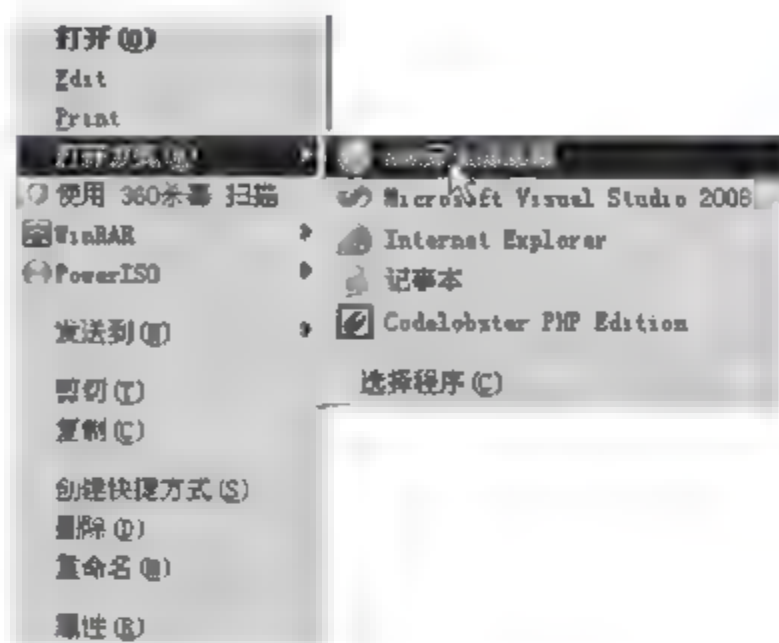 打开(O)
Edit
Print
打开方式(H)
使用 360杀毒 扫描
WinRAR
PowerISO
发送到(N)
剪切(T)
复制(C)
创建快捷方式(S)
删除(D)
重命名(M)
属性(R)
Microsoft Visual Studio 2008
Internet Explorer
记事本
Codelobster PHP Edition
选择程序(C)